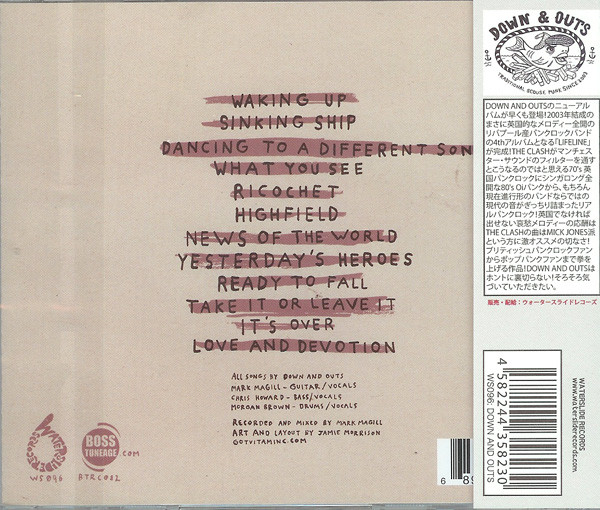 WAKING UP
SINKING SHIP
DANCING TO A DIFFERENT SON
WHAT YOU SEE
RICOCHET
HIGHFIELD
NEWS OF THE WORLD
YESTERDAY'S HEROES
READY TO FALL
TAKE IT OR LEAVE IT
IT'S OVER
LOVE AND DEVOTION
ALL SONGS BY DOWN AND OUTS
MARK MAGILL - GUITAR/VOCALS
CHRIS HOWARD - BASS/VOCALS
MORGAN BROWN - DRUMS/VOCALS
RECORDED AND MIXED BY MARK MAGILL
ART AND LAYOUT BY JAMIE MORRISON
GOTVITAMINC.COM
WATERSLIDE RECORDS
WS096
BOSS TUNEAGE.COM
BTRC082
6 89
DOWN & OUTS
TRADITIONAL SCOUSE PUNK SINCE 2003
DOWN AND OUTSのニューアル
バムが早くも登場!2003年結成の
まさに英国的なメロディー全開の
リバプール産パンクロックバンド
の4thアルバムとなる「LIFELINE」
が完成!THE CLASHがマンチェス
ター・サウンドのフィルターを通す
とこうなるのではと思える70's 英
国パンクロックにシンガロング全
開な80's Oiパンクから、もちろん
現在進行形のバンドならではの
現代の音がぎっしり詰まったリア
ルパンクロック!英国でなければ
出せない哀愁メロディーの応酬は
THE CLASHの曲はMICK JONES派
という方に激オススメの切なさ!
ブリティッシュパンクロックファン
からポップパンクファンまで拳を
上げる作品!DOWN AND OUTSは
ホントに裏切らない!そろそろ気
づいていただきたい。
販売・配給:ウォータースライドレコーズ
4 582244 358230
WS096: DOWN AND OUTS
WATERSLIDE RECORDS
www.watersliderecords.com